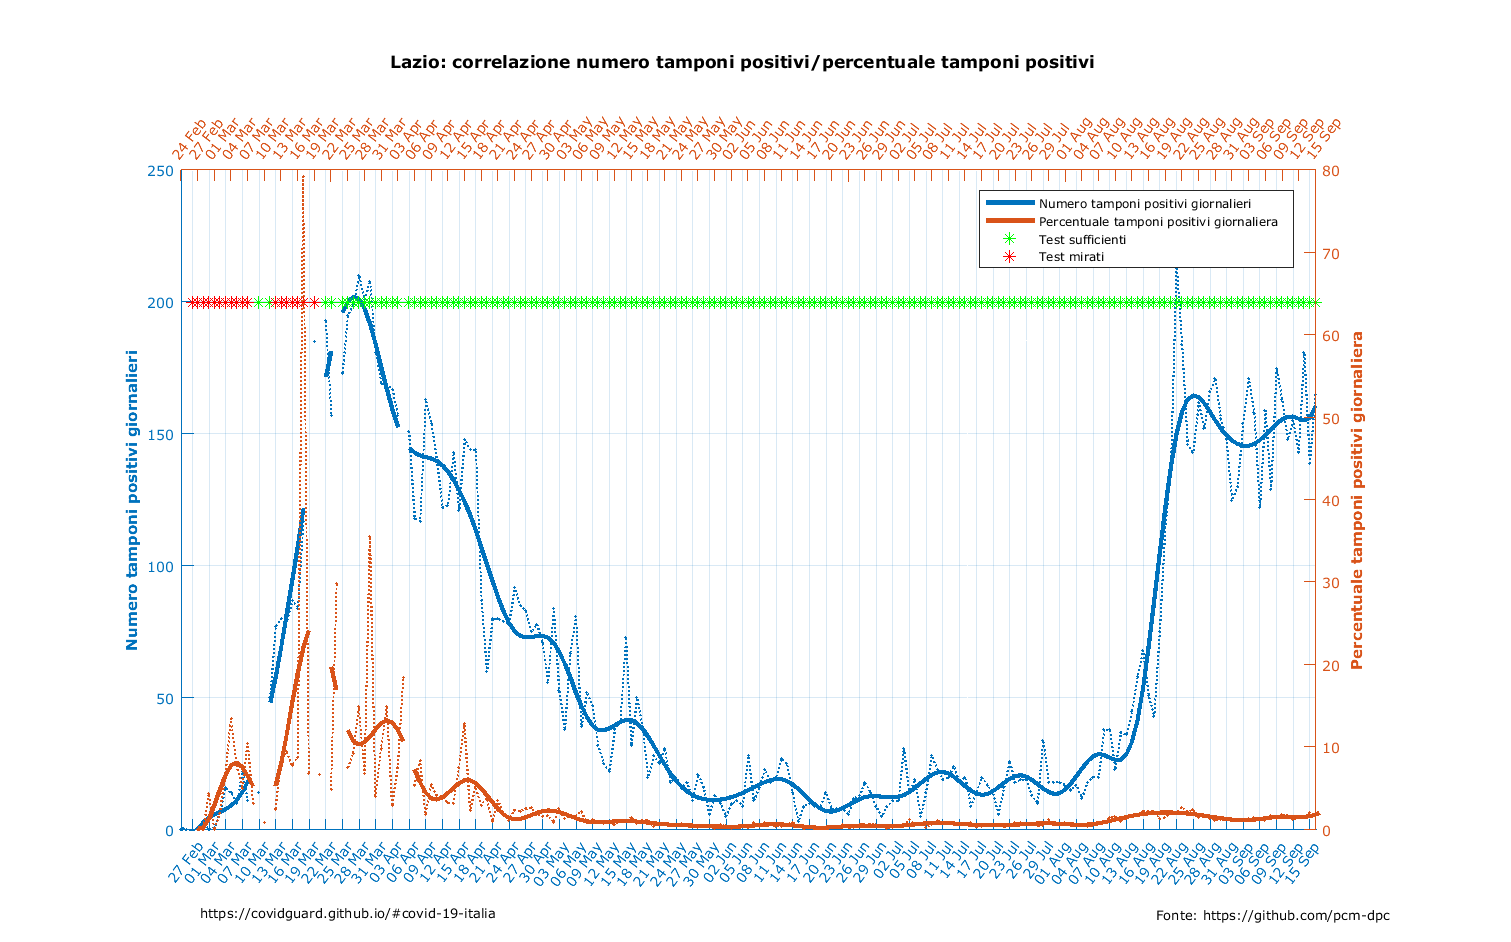 Lazio: correlazione numero tamponi positivi/percentuale tamponi positivi
24 Feb
27 Feb
01 Mar
04 Mar
07 Mar
10 Mar
13 Mar
16 Mar
19 Mar
22 Mar
25 Mar
28 Mar
31 Mar
03 Apr
06 Apr
09 Apr
12 Apr
15 Apr
18 Apr
21 Apr
24 Apr
27 Apr
30 Apr
03 May
06 May
09 May
12 May
15 May
18 May
21 May
24 May
27 May
30 May
02 Jun
05 Jun
08 Jun
11 Jun
14 Jun
17 Jun
20 Jun
23 Jun
26 Jun
29 Jun
02 Jul
05 Jul
08 Jul
11 Jul
14 Jul
17 Jul
20 Jul
23 Jul
26 Jul
29 Jul
01 Aug
04 Aug
07 Aug
10 Aug
13 Aug
16 Aug
19 Aug
22 Aug
25 Aug
28 Aug
31 Aug
03 Sep
06 Sep
09 Sep
12 Sep
15 Sep
Numero tamponi positivi giornalieri
250
200
150
100
50
0
Numero tamponi positivi giornalieri
Percentuale tamponi positivi giornaliera
Test sufficienti
Test mirati
80
70
60
50
40
30
20
10
0
Percentuale tamponi positivi giornaliera
27 Feb
01 Mar
04 Mar
07 Mar
10 Mar
13 Mar
16 Mar
19 Mar
22 Mar
25 Mar
28 Mar
31 Mar
03 Apr
06 Apr
09 Apr
12 Apr
15 Apr
18 Apr
21 Apr
24 Apr
27 Apr
30 Apr
03 May
06 May
09 May
12 May
15 May
18 May
21 May
24 May
27 May
30 May
02 Jun
05 Jun
08 Jun
11 Jun
14 Jun
17 Jun
20 Jun
23 Jun
26 Jun
29 Jun
02 Jul
05 Jul
08 Jul
11 Jul
14 Jul
17 Jul
20 Jul
23 Jul
26 Jul
29 Jul
01 Aug
04 Aug
07 Aug
10 Aug
13 Aug
16 Aug
19 Aug
22 Aug
25 Aug
28 Aug
31 Aug
03 Sep
06 Sep
09 Sep
12 Sep
15 Sep
https://covidguard.github.io/#covid-19-italia
Fonte: https://github.com/pcm-dpc